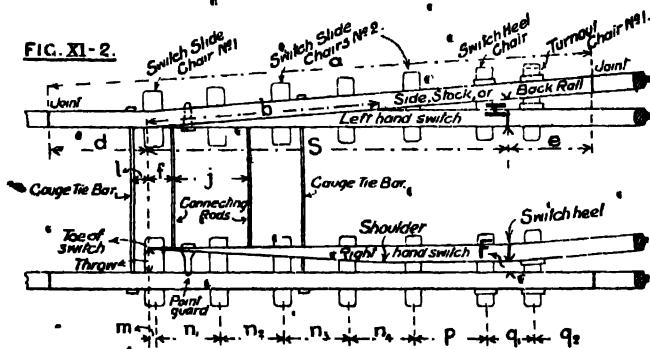 FIG. XI-2.
Switch Slide
Chair Nº1
Switch Slide
Chairs Nº2.
Switch Heel
Chair
Turnout
Chair Nº1.
a
Joint
Joint
b
Side, Stock, or Back Rail
Left hand switch
d
S
e
l
f
j
Gauge Tie Bar
Connecting
Rods
Gauge Tie Bar.
Toe of
switch
Throw
Shoulder
Switch heel
Right hand switch
F
Point
guard
m
n1
n2
n3
n4
p
q1
q2